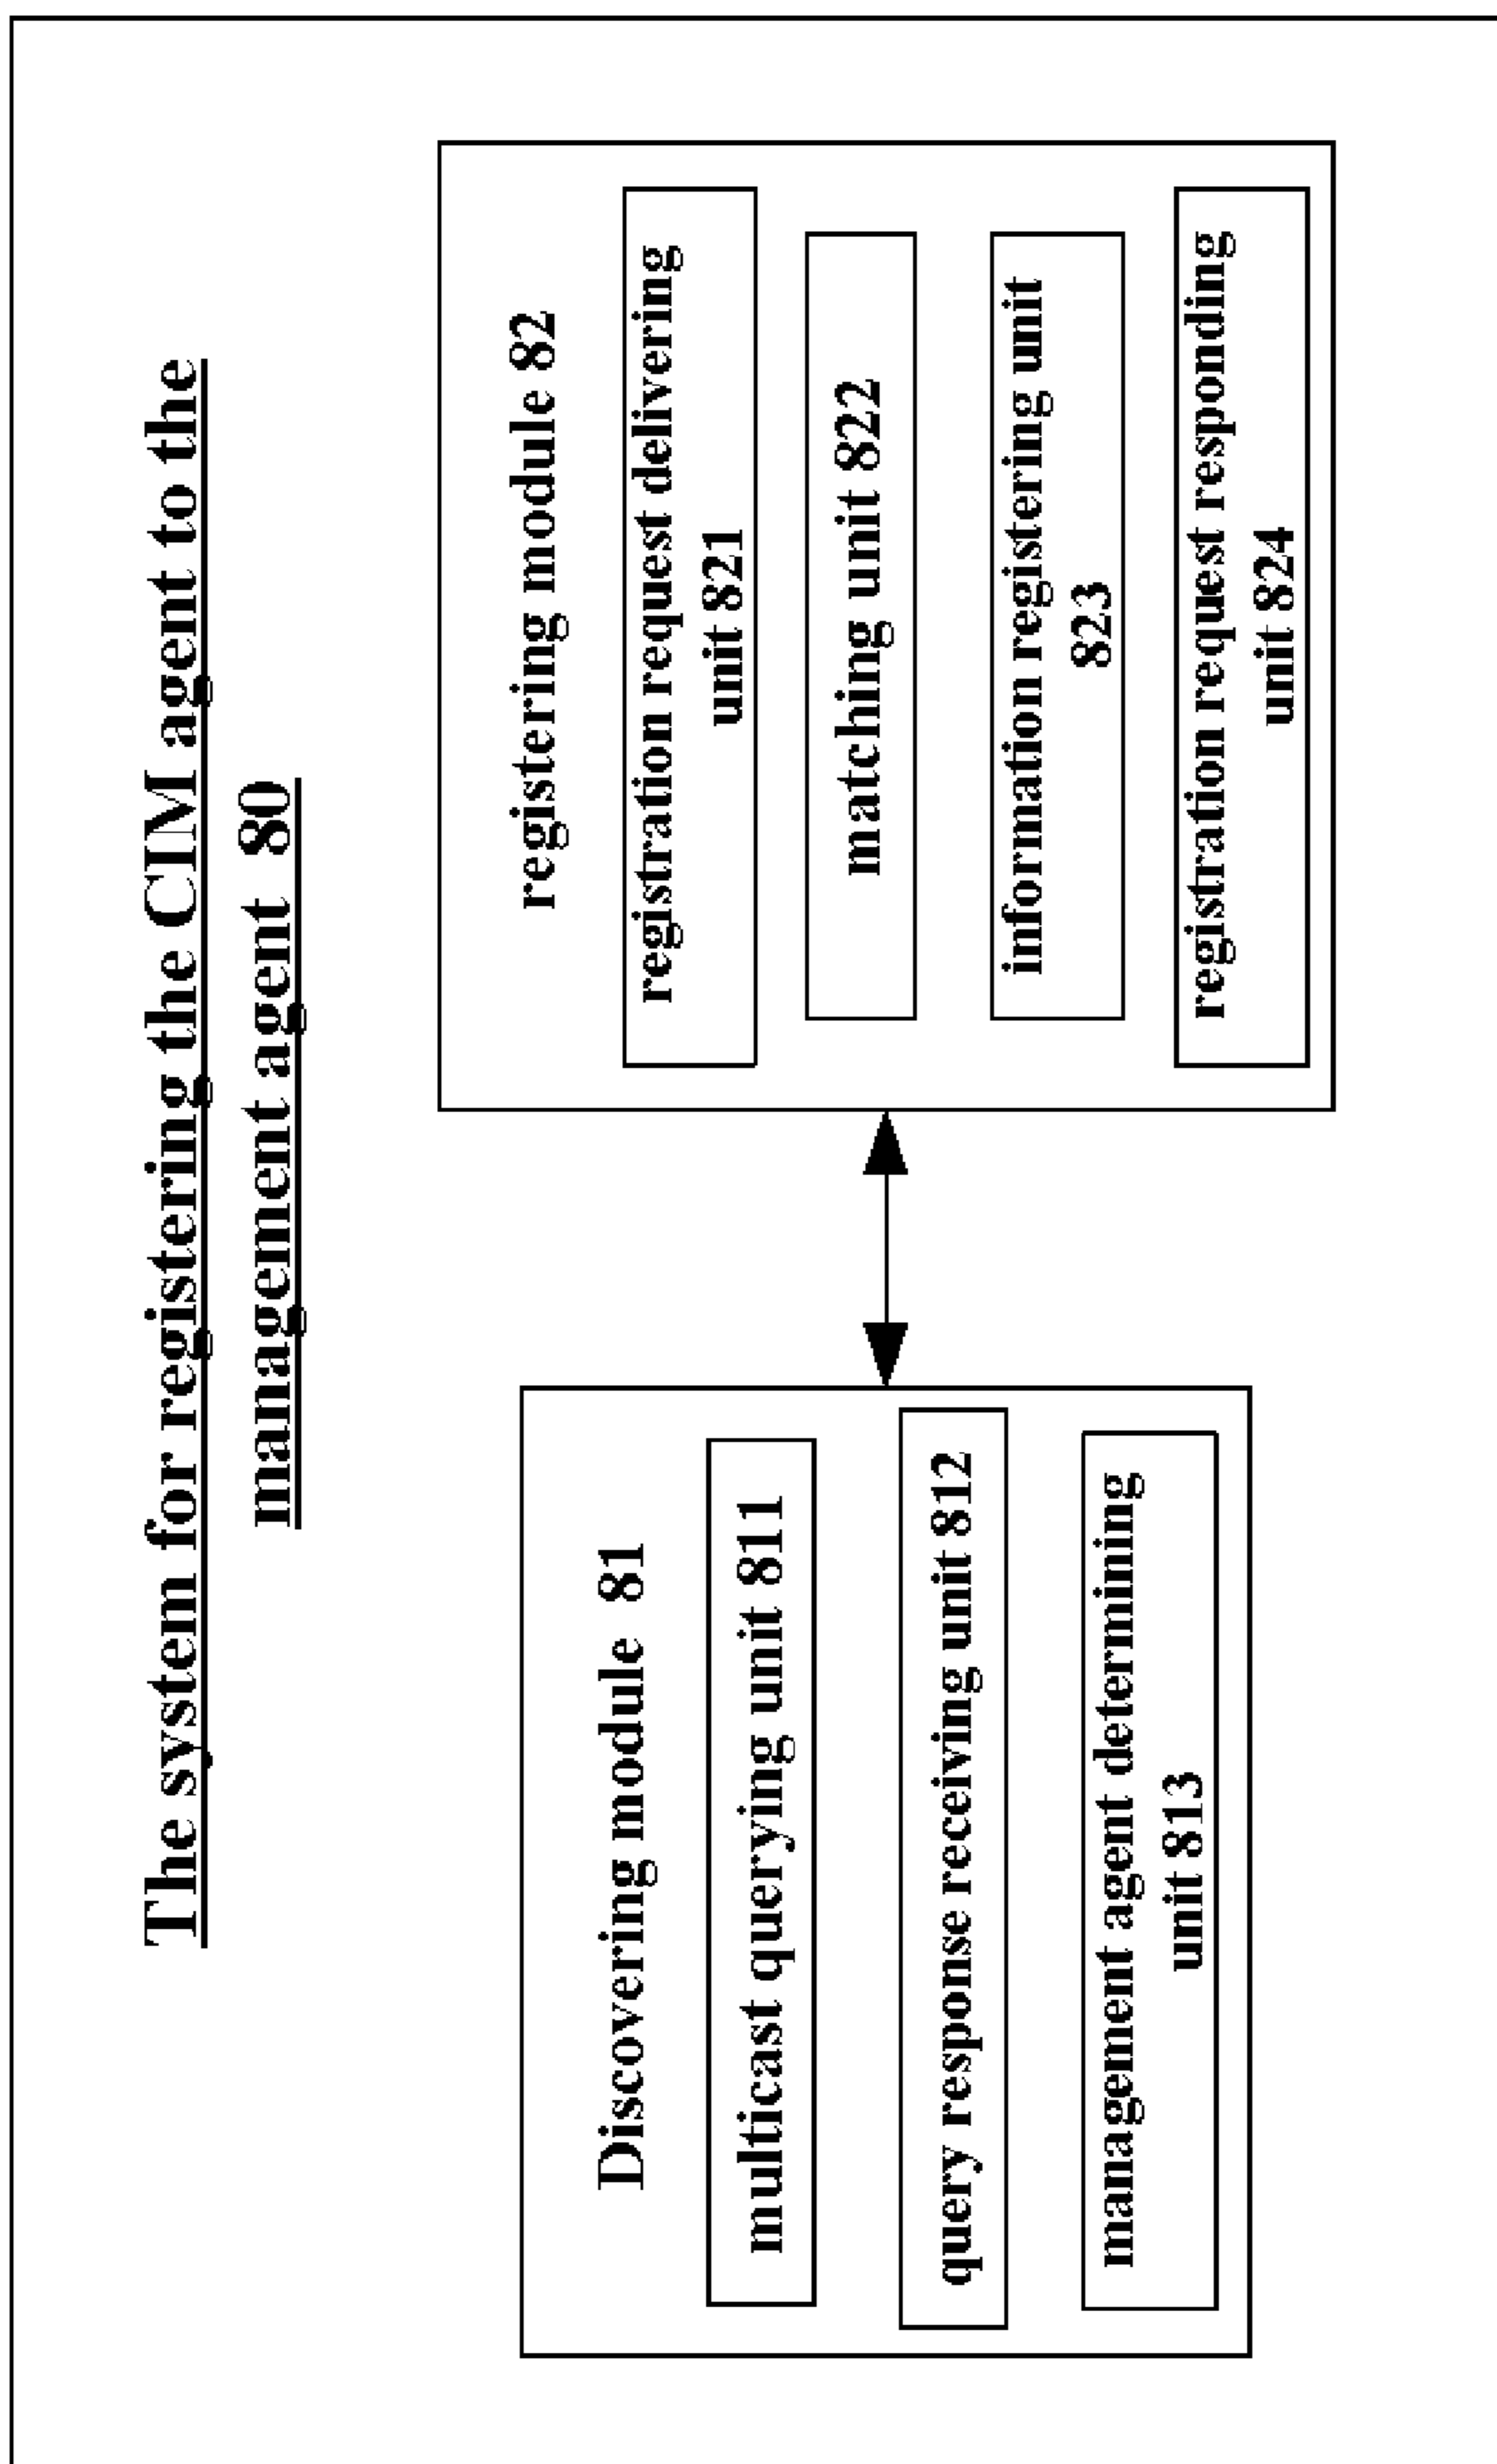 The system for registering the CIM agent to the
management agent 80
Discovering module 81
multicast querying unit 811
query response receiving unit 812
management agent determining
unit 813
registering module 82
registration request delivering
unit 821
matching unit 822
information registering unit
823
registration request responding
unit 824